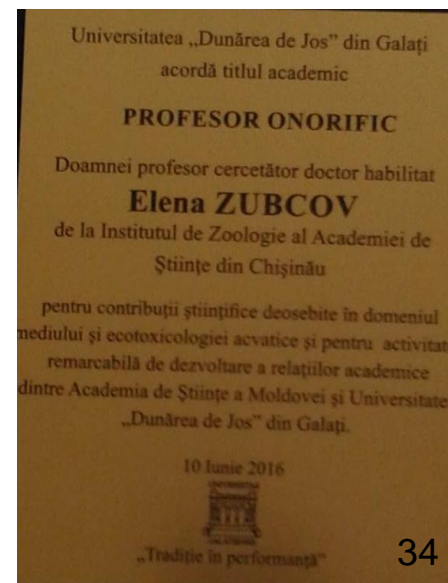 Universitatea „Dunărea de Jos” din Galați
acordă titlul academic
PROFESOR ONORIFIC
Doamnei profesor cercetător doctor habilitat
Elena ZUBCOV
de la Institutul de Zoologie al Academiei de
Științe din Chișinău
pentru contribuții științifice deosebite în domeniul
mediului și ecotoxicologiei acvatice și pentru activitat
remarcabilă de dezvoltare a relațiilor academice
dintre Academia de Științe a Moldovei și Universitate
„Dunărea de Jos” din Galați.
10 Iunie 2016
„Tradiție în performanță”
34